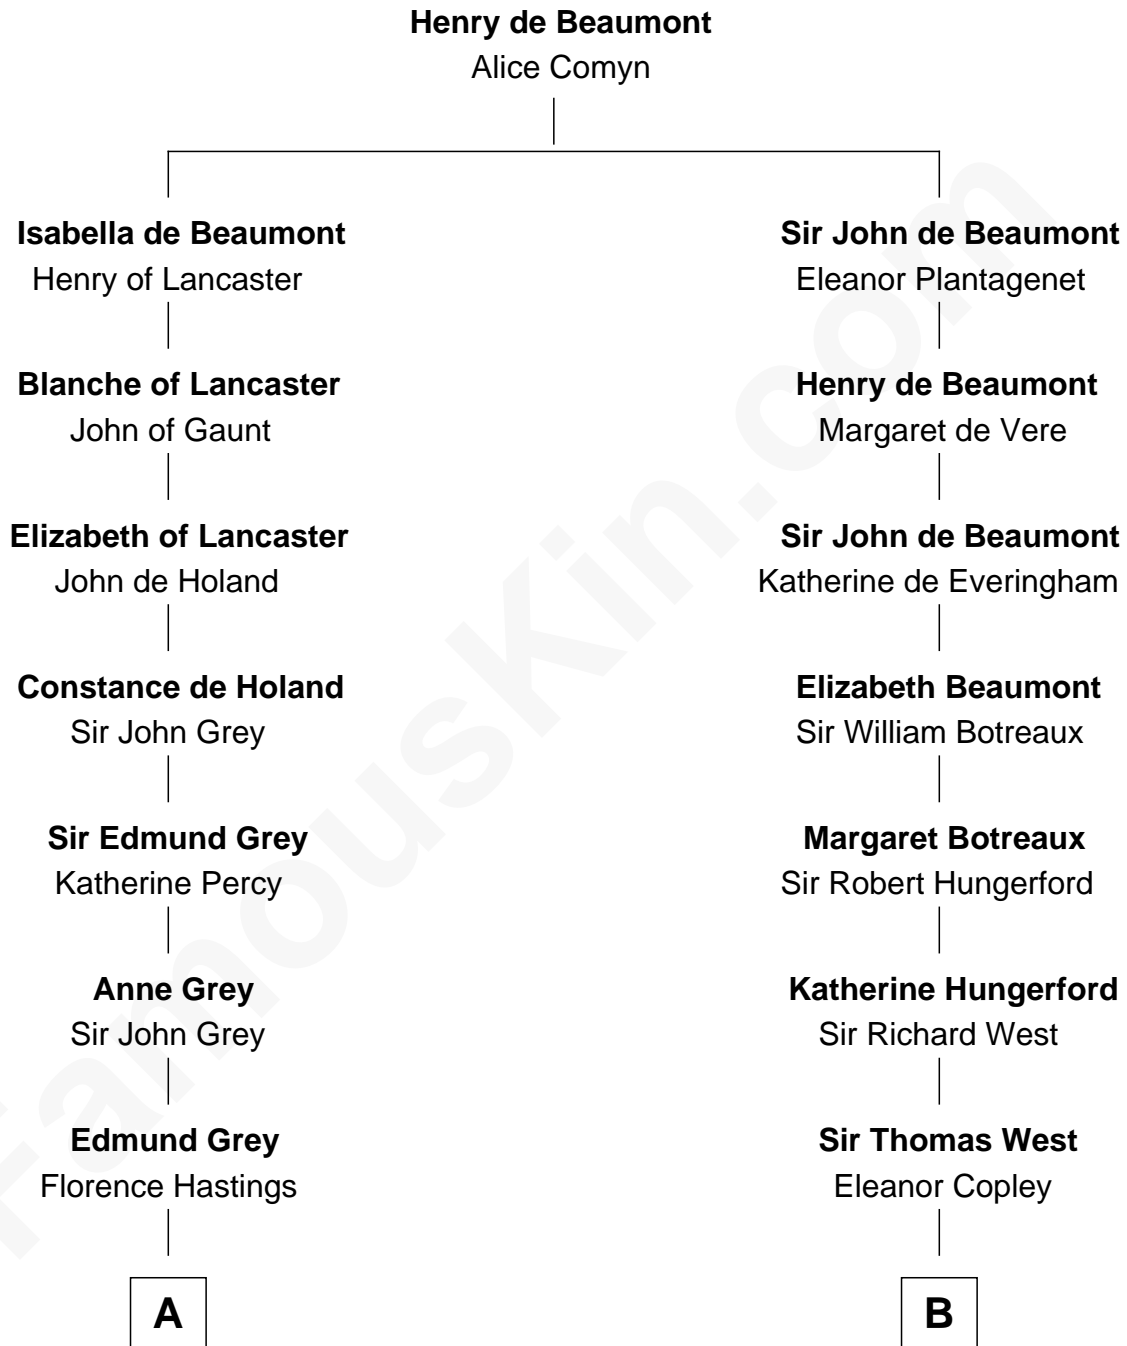 Henry de Beaumont
Alice Comyn
Isabella de Beaumont
Henry of Lancaster
Sir John de Beaumont
Eleanor Plantagenet
Blanche of Lancaster
John of Gaunt
Henry de Beaumont
Margaret de Vere
Elizabeth of Lancaster
John de Holand
Sir John de Beaumont
Katherine de Everingham
Constance de Holand
Sir John Grey
Elizabeth Beaumont
Sir William Botreaux
Sir Edmund Grey
Katherine Percy
Margaret Botreaux
Sir Robert Hungerford
Anne Grey
Sir John Grey
Katherine Hungerford
Sir Richard West
Edmund Grey
Florence Hastings
Sir Thomas West
Eleanor Copley
A
B
FamousKin.com